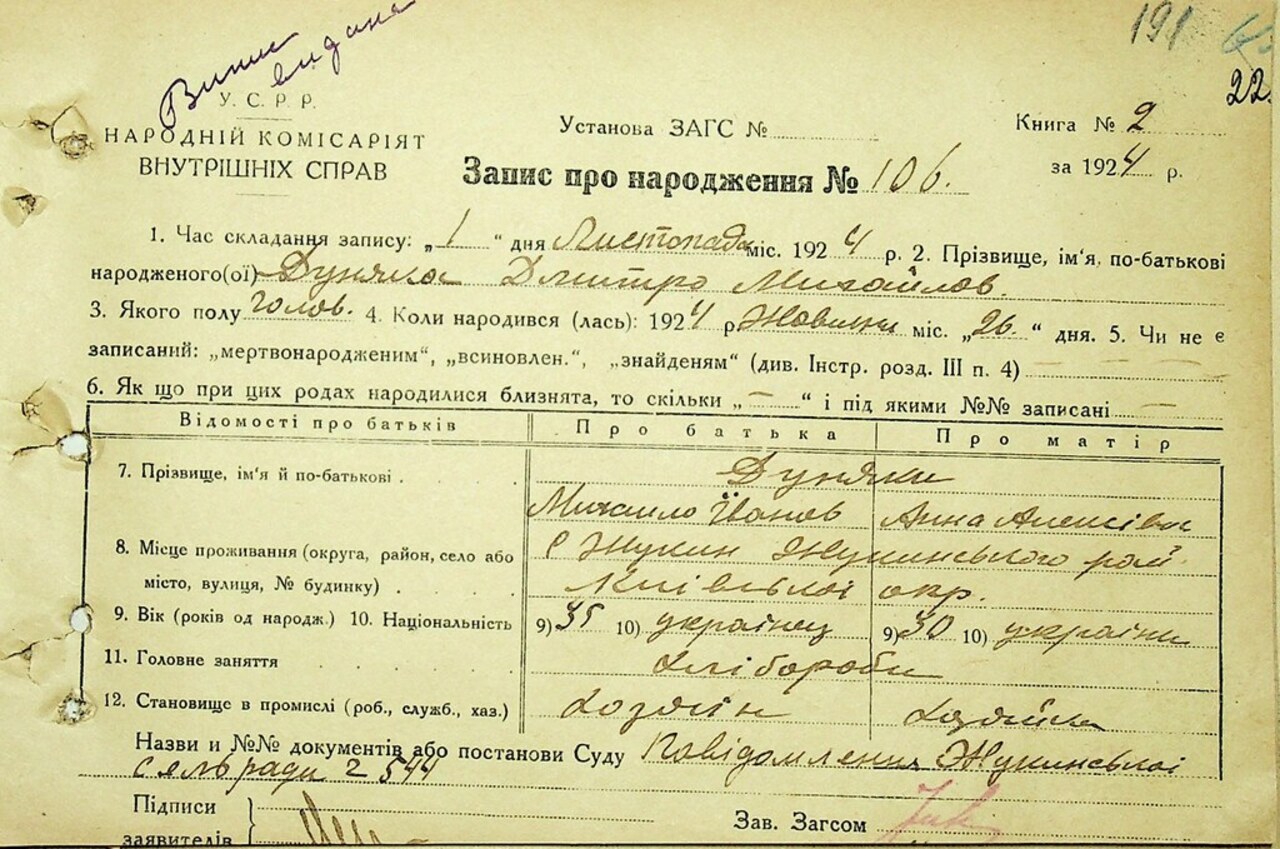 191
22.
Випис видана
У. С. Р. Р.
НАРОДНІЙ КОМІСАРІЯТ
ВНУТРІШНІХ СПРАВ
Установа ЗАГС №
Книга № 2
за 1924 р.
Запис про народження № 106.
1. Час складання запису: „ 1 “ дня Листопада міс. 1924 р. 2. Прізвище, ім'я, по-батькові
народженого(ої) Дуняка Дмитро Михайлов.
3. Якого полу Голов. 4. Коли народився (лась): 1924 р Жовтня міс. „ 26. “ дня. 5. Чи не є
записаний: „мертвонародженим“, „всиновлен.“, „знайденям“ (див. Інстр. розд. III п. 4) —
6. Як що при цих родах народилися близнята, то скільки „ — “ і під якими №№ записані —
Відомості про батьків Про батька Про матір
7. Прізвище, ім'я й по-батькові Дуняки
Михаило Іванов Анна Алексієва
8. Місце проживання (округа, район, село або С Жукин Жукинського рай
місто, вулиця, № будинку) Київської окр.
9. Вік (років од народж.) 10. Національність 9) 35 10) українец 9) 30 10) українка
11. Головне заняття хлібороби
12. Становище в промислі (роб., служб., хаз.) хозяїн хазяйка
Назви и №№ документів або постанови Суду Повідомлення Жукинської
сельради 2 544
Підписи
заявителів
Зав. Загсом